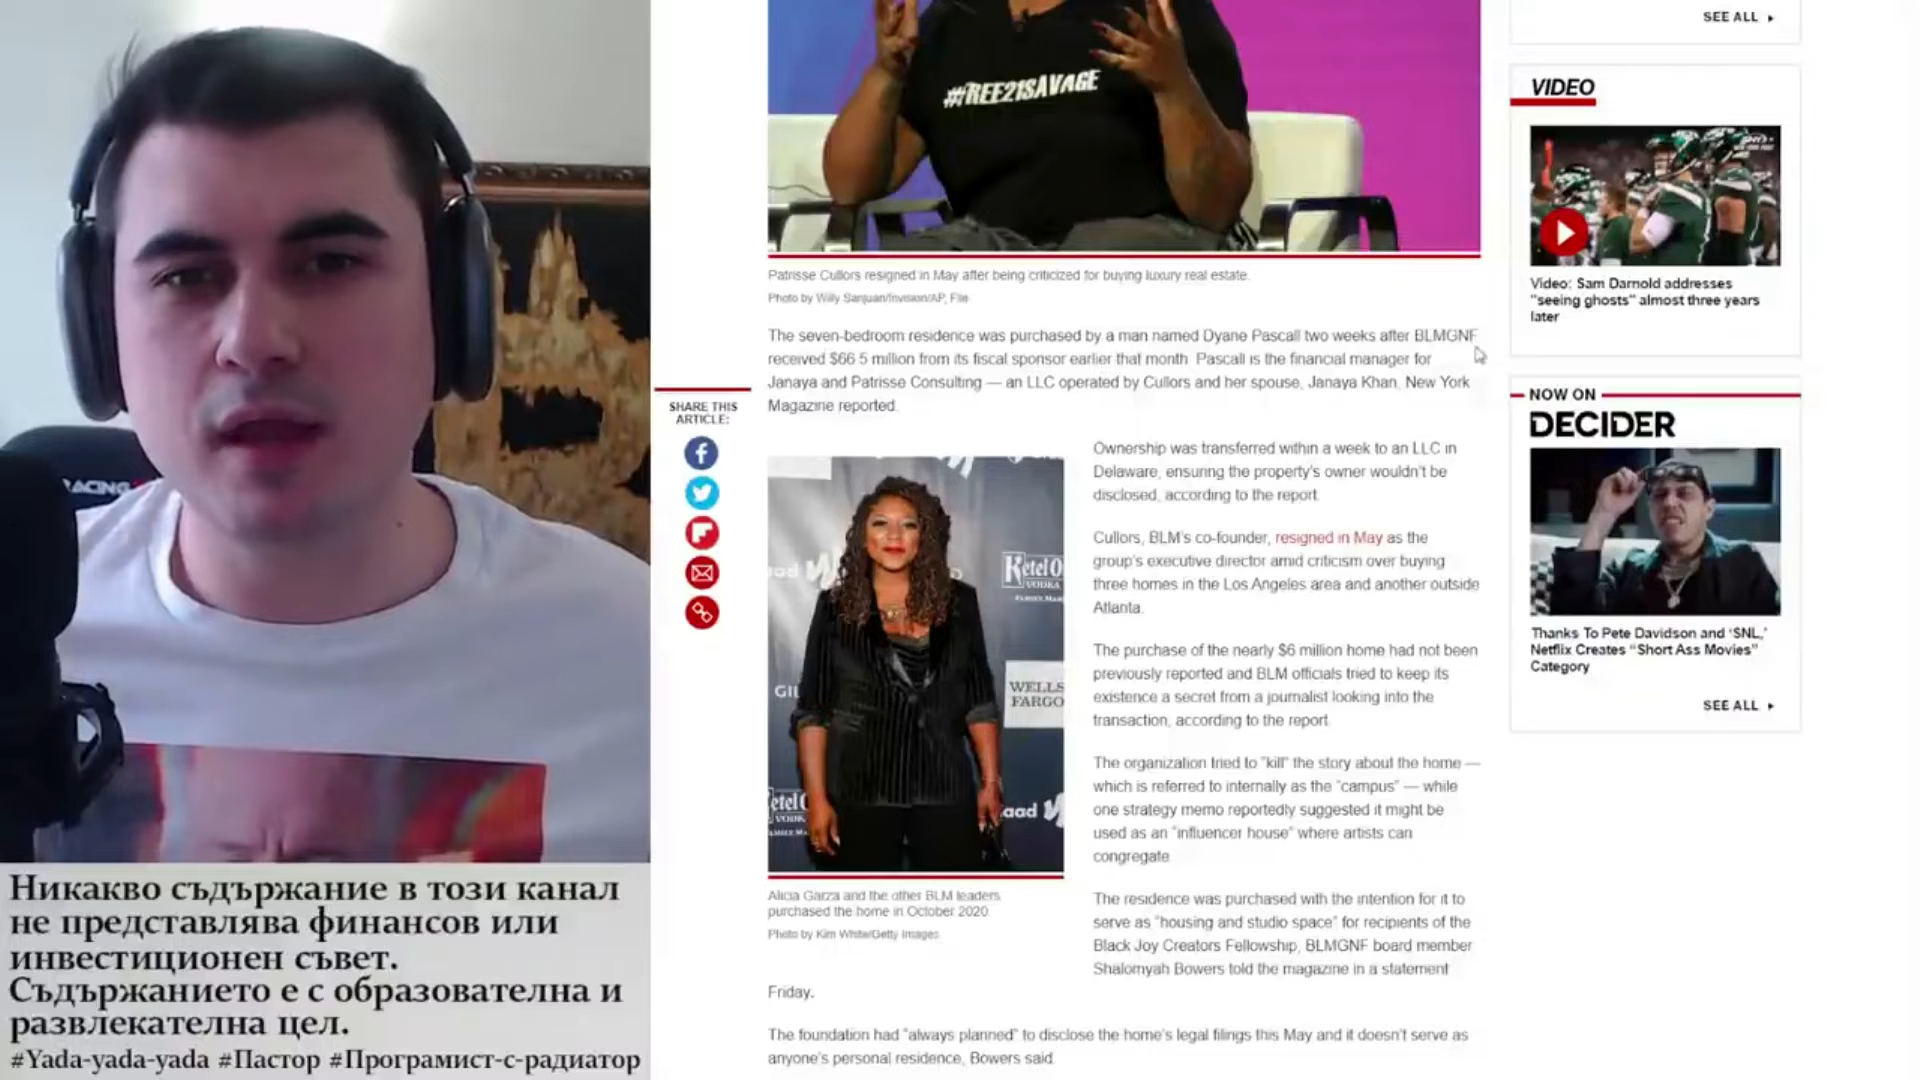 RACING
Никакво съдържание в този канал
не представлява финансов или
инвестиционен съвет.
Съдържанието е с образователна и
развлекателна цел.
#Yada-yada-yada #Пастор #Програмист-с-радиатор
SHARE THIS
ARTICLE:
#REE21SAVAGE
Patrisse Cullors resigned in May after being criticized for buying luxury real estate.
Photo by Willy Sanjuan/Invision/AP, File
The seven-bedroom residence was purchased by a man named Dyane Pascall two weeks after BLMGNF
received $66.5 million from its fiscal sponsor earlier that month. Pascall is the financial manager for
Janaya and Patrisse Consulting — an LLC operated by Cullors and her spouse, Janaya Khan, New York
Magazine reported.
Ketel O
VODKA
WELLS
FARGO
aad
Alicia Garza and the other BLM leaders
purchased the home in October 2020.
Photo by Kim White/Getty Images
Ownership was transferred within a week to an LLC in
Delaware, ensuring the property's owner wouldn't be
disclosed, according to the report.
Cullors, BLM's co-founder, resigned in May as the
group's executive director amid criticism over buying
three homes in the Los Angeles area and another outside
Atlanta.
The purchase of the nearly $6 million home had not been
previously reported and BLM officials tried to keep its
existence a secret from a journalist looking into the
transaction, according to the report.
The organization tried to "kill" the story about the home —
which is referred to internally as the "campus" — while
one strategy memo reportedly suggested it might be
used as an "influencer house" where artists can
congregate.
The residence was purchased with the intention for it to
serve as "housing and studio space" for recipients of the
Black Joy Creators Fellowship, BLMGNF board member
Shalomyah Bowers told the magazine in a statement
Friday.
The foundation had "always planned" to disclose the home's legal filings this May and it doesn't serve as
anyone's personal residence, Bowers said.
SEE ALL
VIDEO
Video: Sam Darnold addresses
"seeing ghosts" almost three years
later
NOW ON
DECIDER
Thanks To Pete Davidson and 'SNL,'
Netflix Creates "Short Ass Movies"
Category
SEE ALL